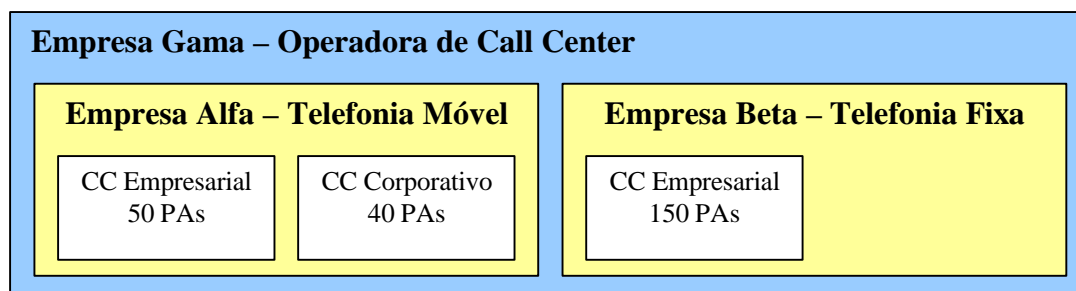 Empresa Gama – Operadora de Call Center
Empresa Alfa – Telefonia Móvel
CC Empresarial
50 PAs
CC Corporativo
40 PAs
Empresa Beta – Telefonia Fixa
CC Empresarial
150 PAs